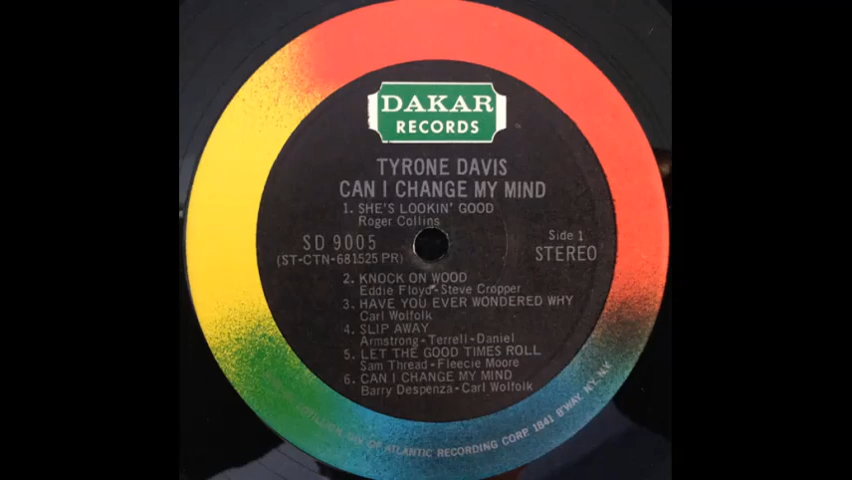 DAKAR
RECORDS
TYRONE DAVIS
CAN I CHANGE MY MIND
1. SHE'S LOOKIN' GOOD
Roger Collins
SD 9005
(ST-CTN-681525 PR)
Side 1
STEREO
2. KNOCK ON WOOD
Eddie Floyd-Steve Cropper
3. HAVE YOU EVER WONDERED WHY
Carl Wolfolk
4. SLIP AWAY
Armstrong-Terrell-Daniel
5. LET THE GOOD TIMES ROLL
Sam Thread-Fleecie Moore
6. CAN I CHANGE MY MIND
Barry Despenza-Carl Wolfolk
OF ATLANTIC RECORDING CORP. 1841 B'WAY, N.Y. N.Y.